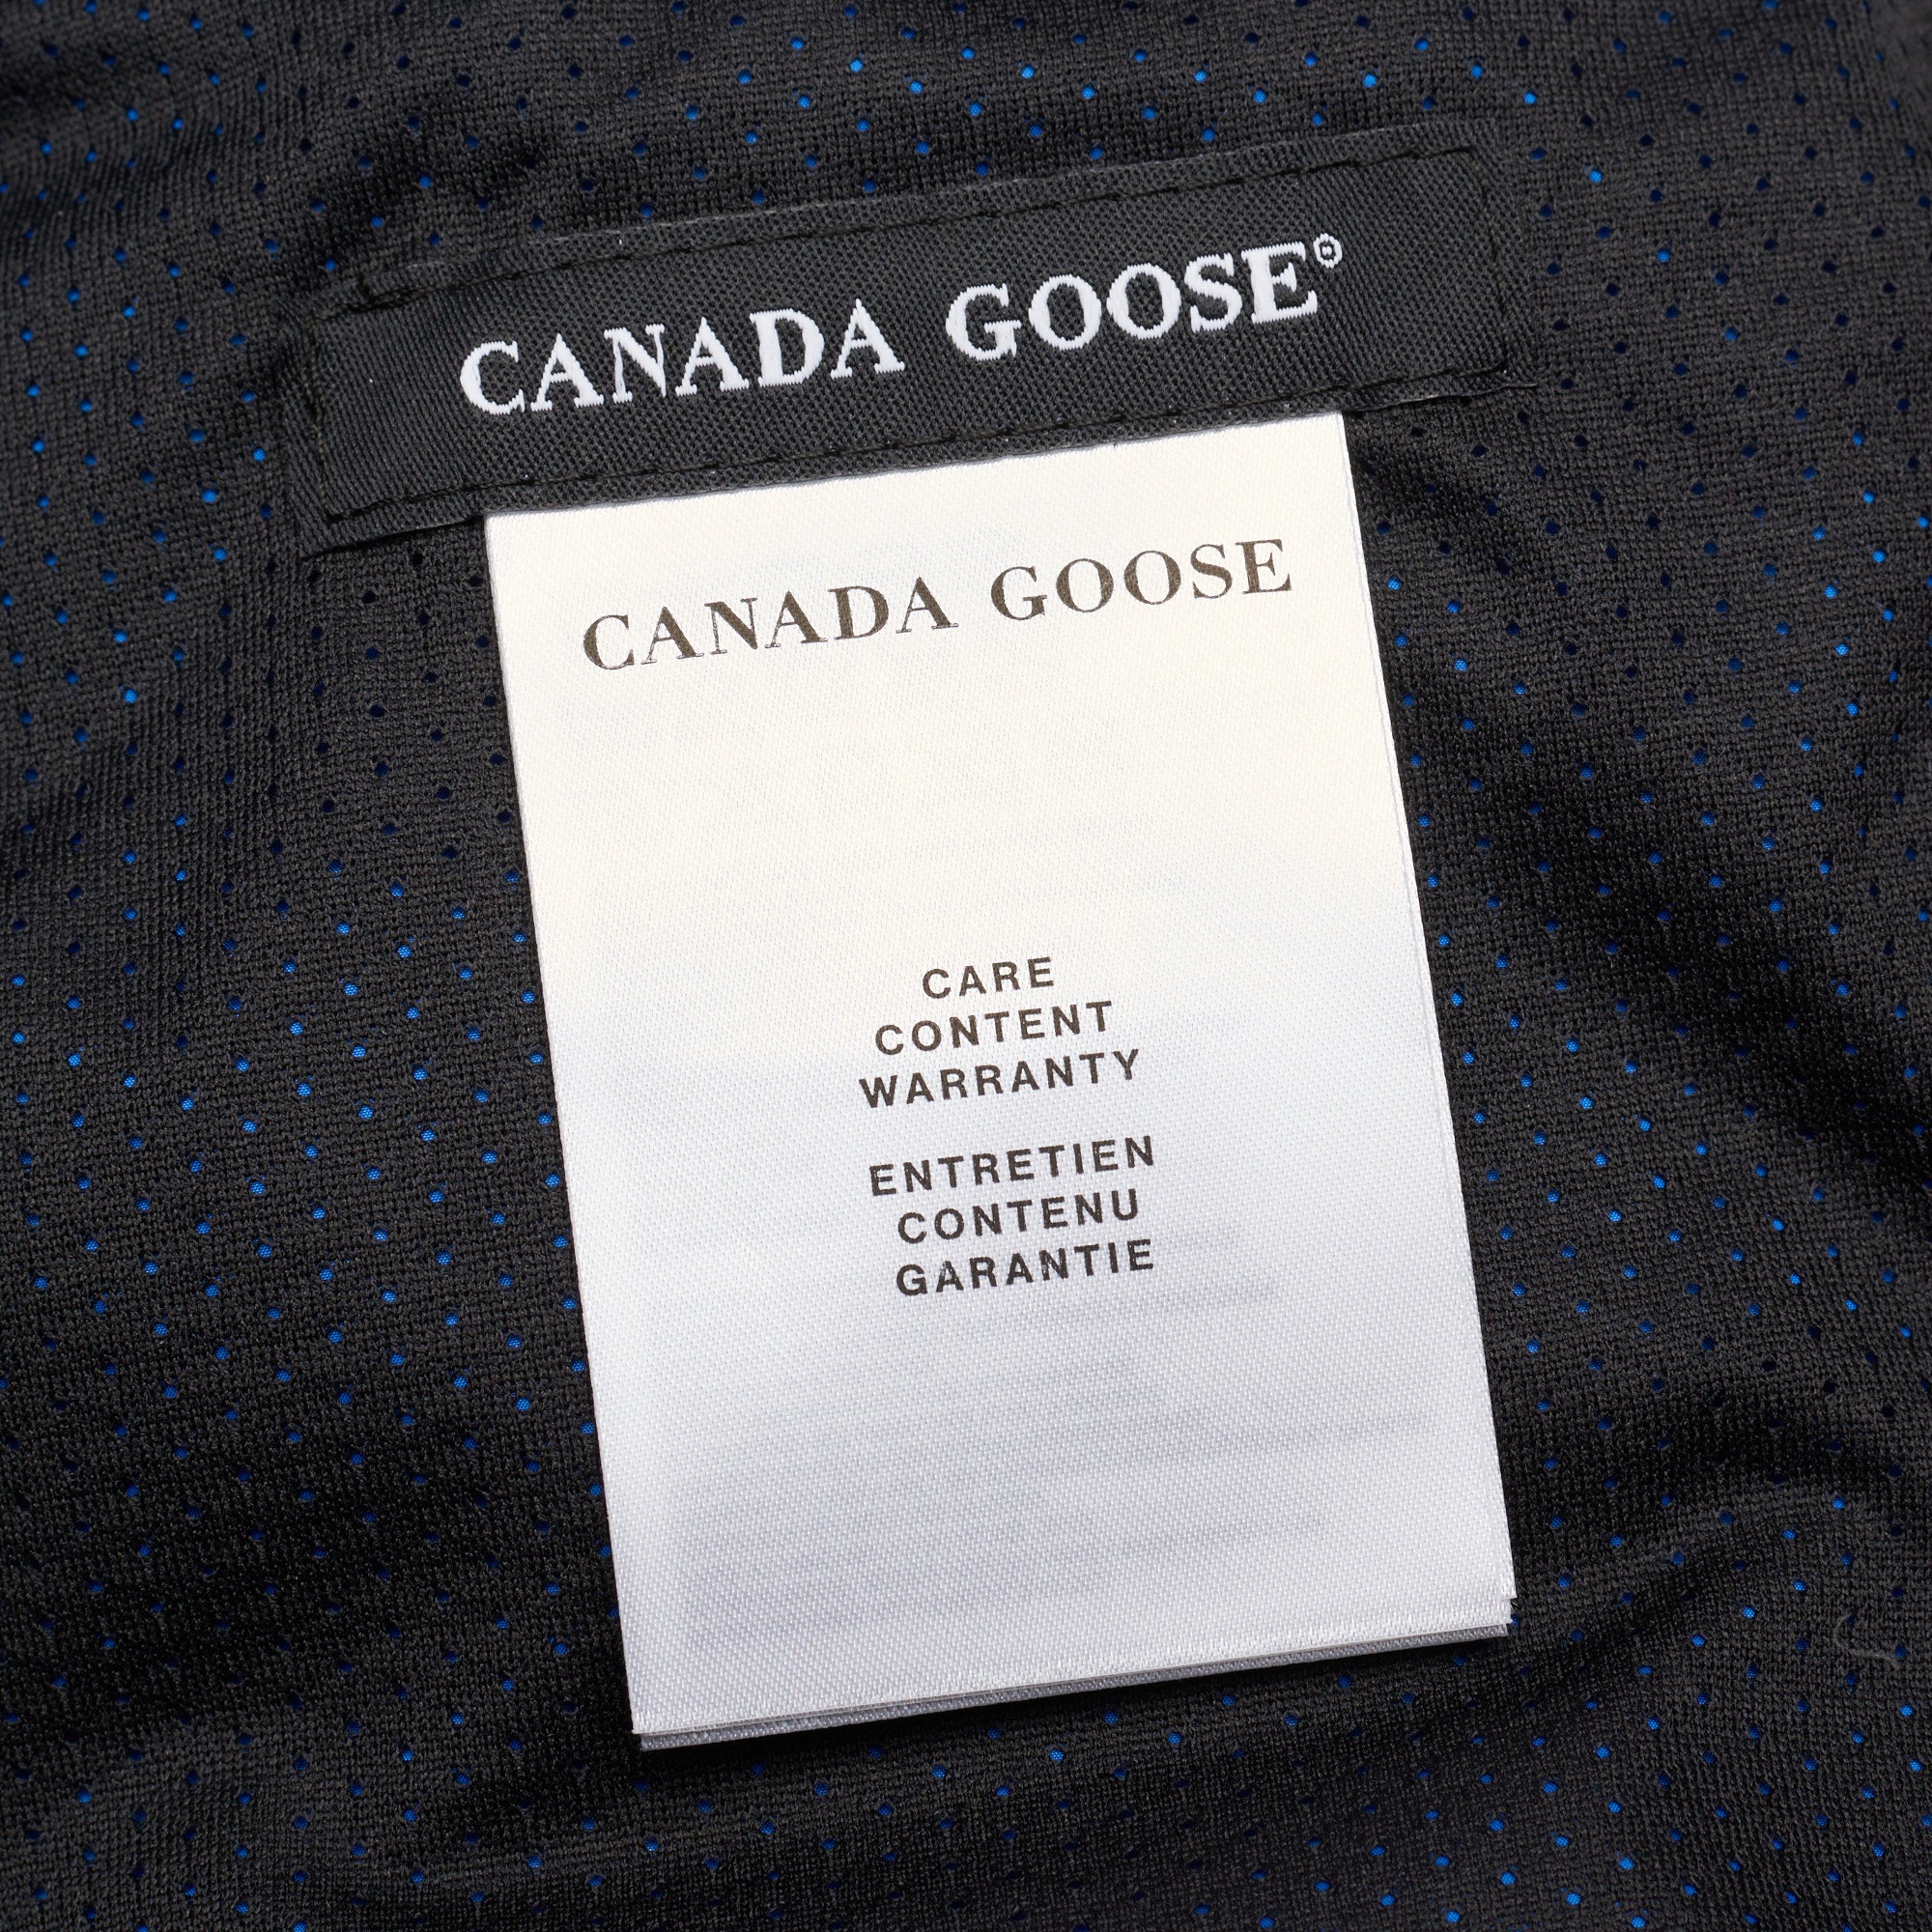 CANADA GOOSE®
CANADA GOOSE
CARE
CONTENT
WARRANTY
ENTRETIEN
CONTENU
GARANTIE